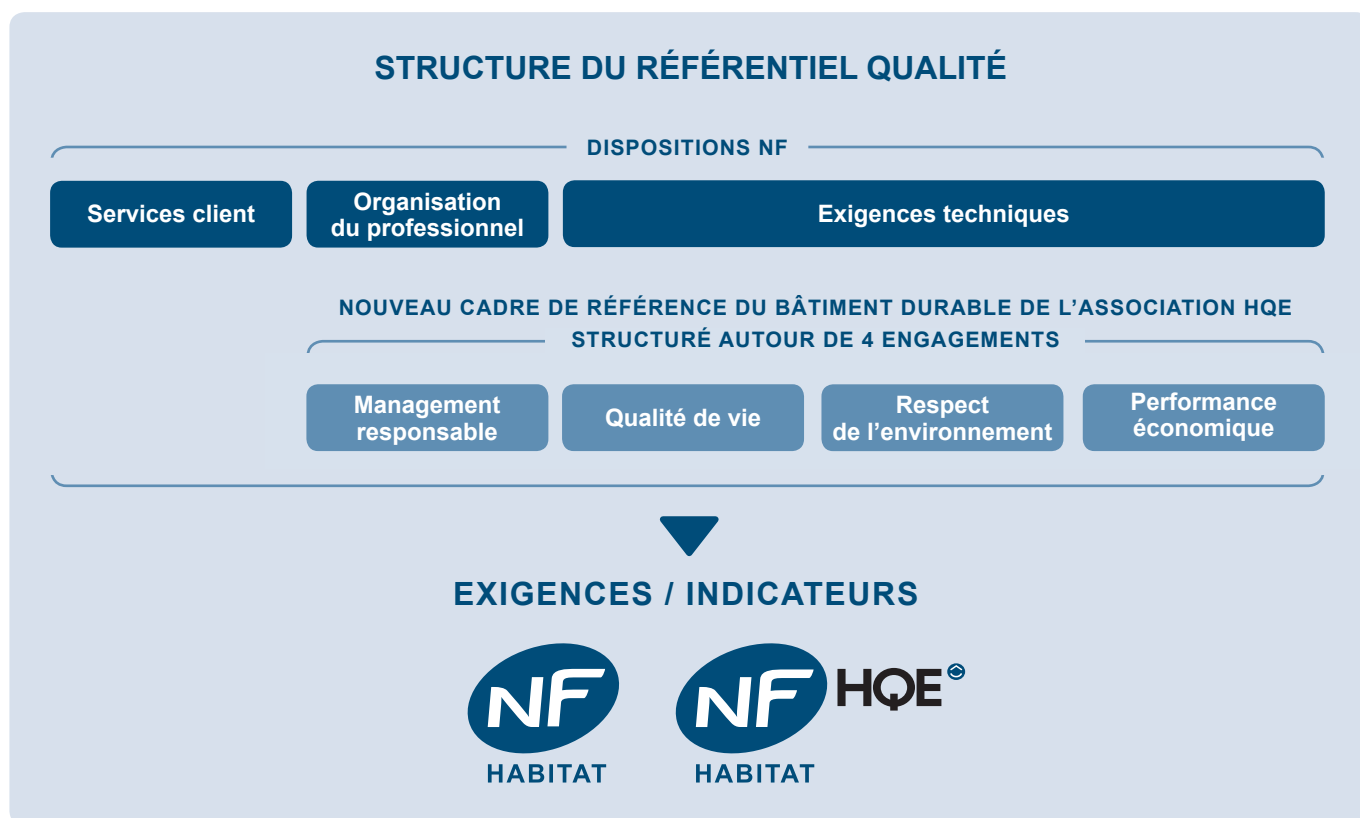 STRUCTURE DU RÉFÉRENTIEL QUALITÉ
DISPOSITIONS NF
Services client
Organisation
du professionnel
Exigences techniques
NOUVEAU CADRE DE RÉFÉRENCE DU BÂTIMENT DURABLE DE L’ASSOCIATION HQE
STRUCTURÉ AUTOUR DE 4 ENGAGEMENTS
Management
responsable
Qualité de vie
Respect
de l’environnement
Performance
économique
EXIGENCES / INDICATEURS
NF
HABITAT
NF HQE
HABITAT